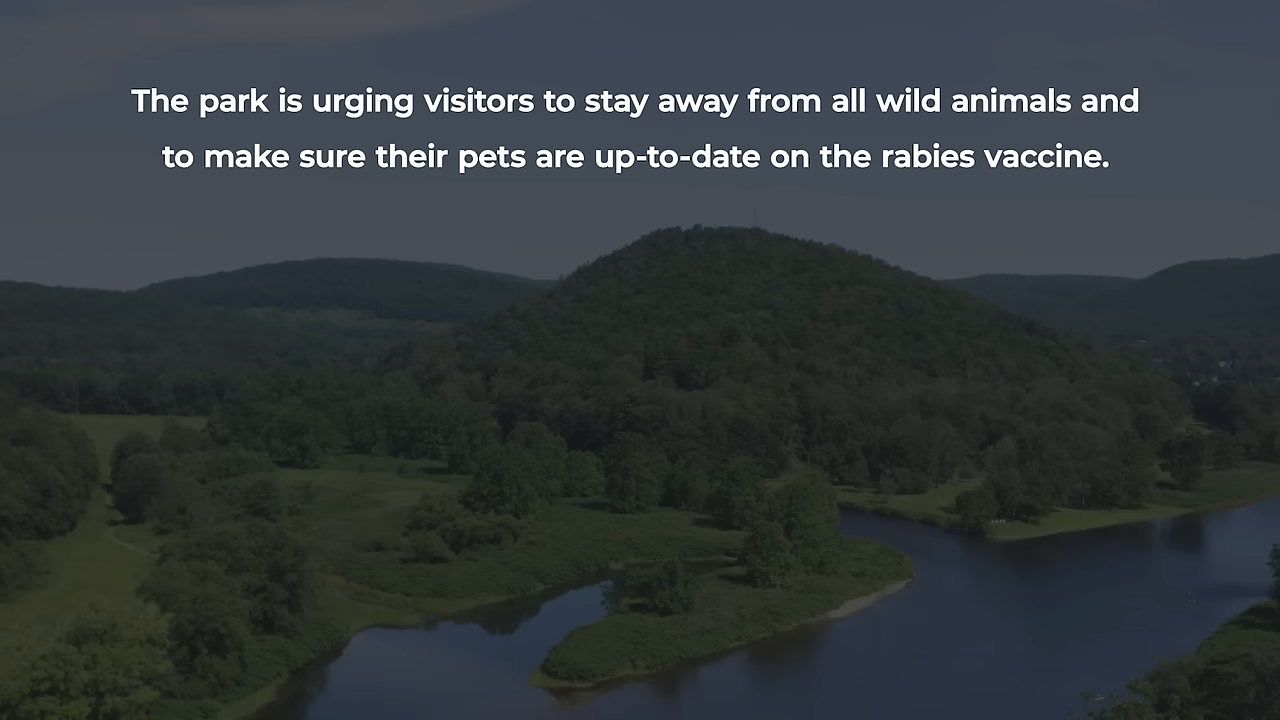 The park is urging visitors to stay away from all wild animals and
to make sure their pets are up-to-date on the rabies vaccine.